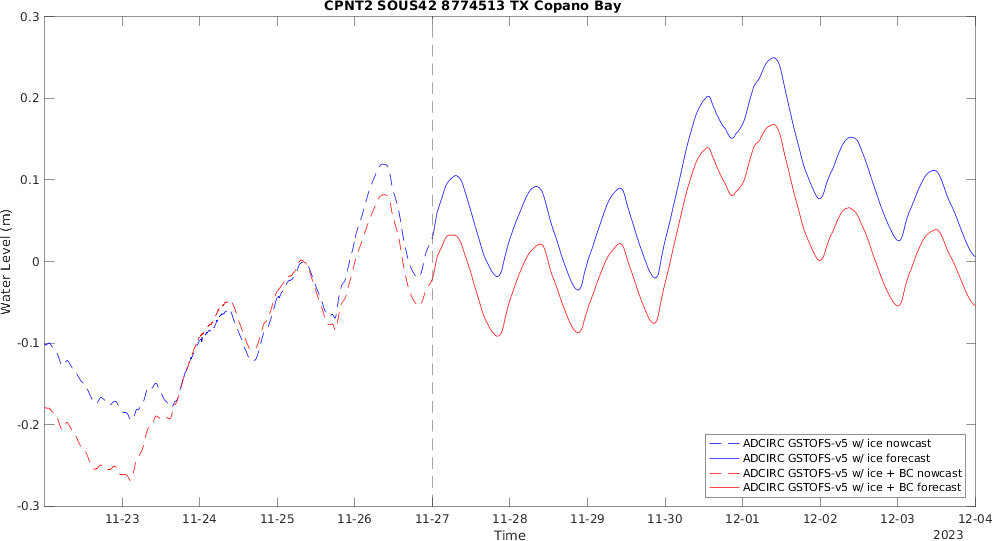 CPNT2 SOUS42 8774513 TX Copano Bay
0.3
0.2
0.1
0
-0.1
-0.2
-0.3
Water Level (m)
ADCIRC GSTOFS-v5 w/ ice nowcast
ADCIRC GSTOFS-v5 w/ ice forecast
ADCIRC GSTOFS-v5 w/ ice + BC nowcast
ADCIRC GSTOFS-v5 w/ ice + BC forecast
11-23 11-24 11-25 11-26 11-27 11-28 11-29 11-30 12-01 12-02 12-03 12-04
Time
2023